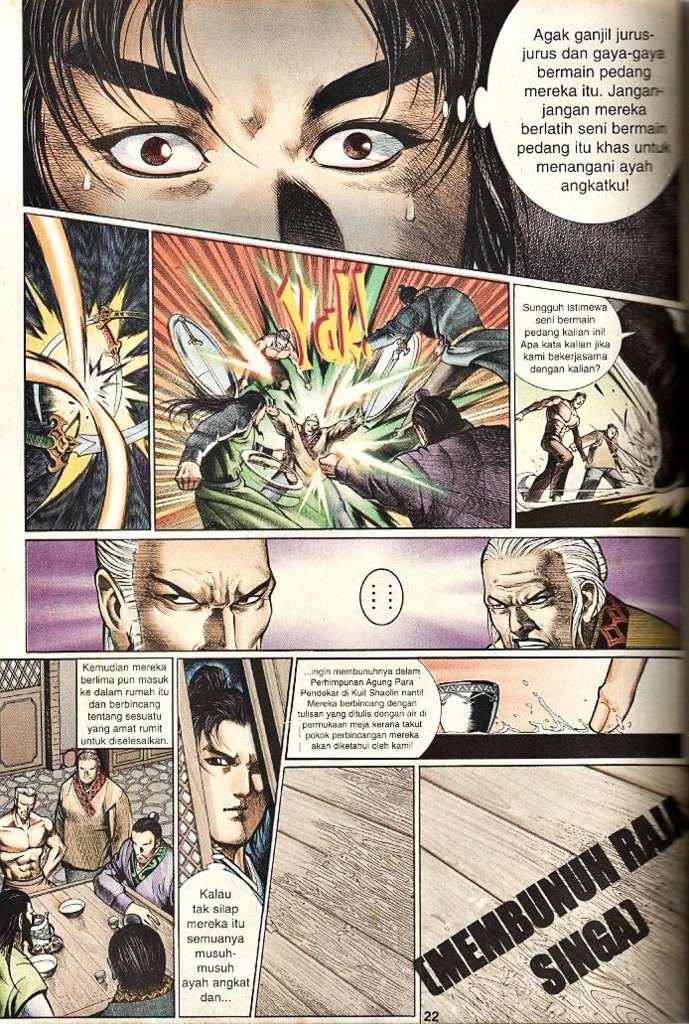 Agak ganjil jurus-
jurus dan gaya-gaya
bermain pedang
mereka itu. Jangan-
jangan mereka
berlatih seni bermain
pedang itu khas untuk
menangani ayah
angkatku!
Sungguh istimewa
seni bermain
pedang kalian ini!
Apa kata kalian jika
kami bekerjasama
dengan kalian?
Kemudian mereka
berlima pun masuk
ke dalam rumah itu
dan berbincang
tentang sesuatu
yang amat rumit
untuk diselesaikan.
Kalau
tak silap
mereka itu
semuanya
musuh-
musuh ayah
angkat
dan...
...ingin membunuhnya dalam
Perhimpunan Agung Para
Pendekar di Kuil Shaolin nanti!
Mereka berbincang dengan
tulisan yang ditulis dengan air di
permukaan meja kerana takut
pokok perbincangan mereka
akan diketahui oleh kami!
(MEMBUNUH RAJA
SINGA)
22